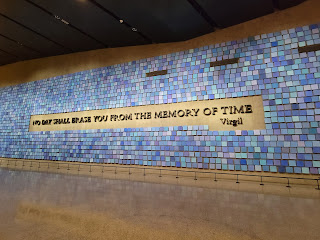 NO DAY SHALL ERASE YOU FROM THE MEMORY OF TIME
Virgil